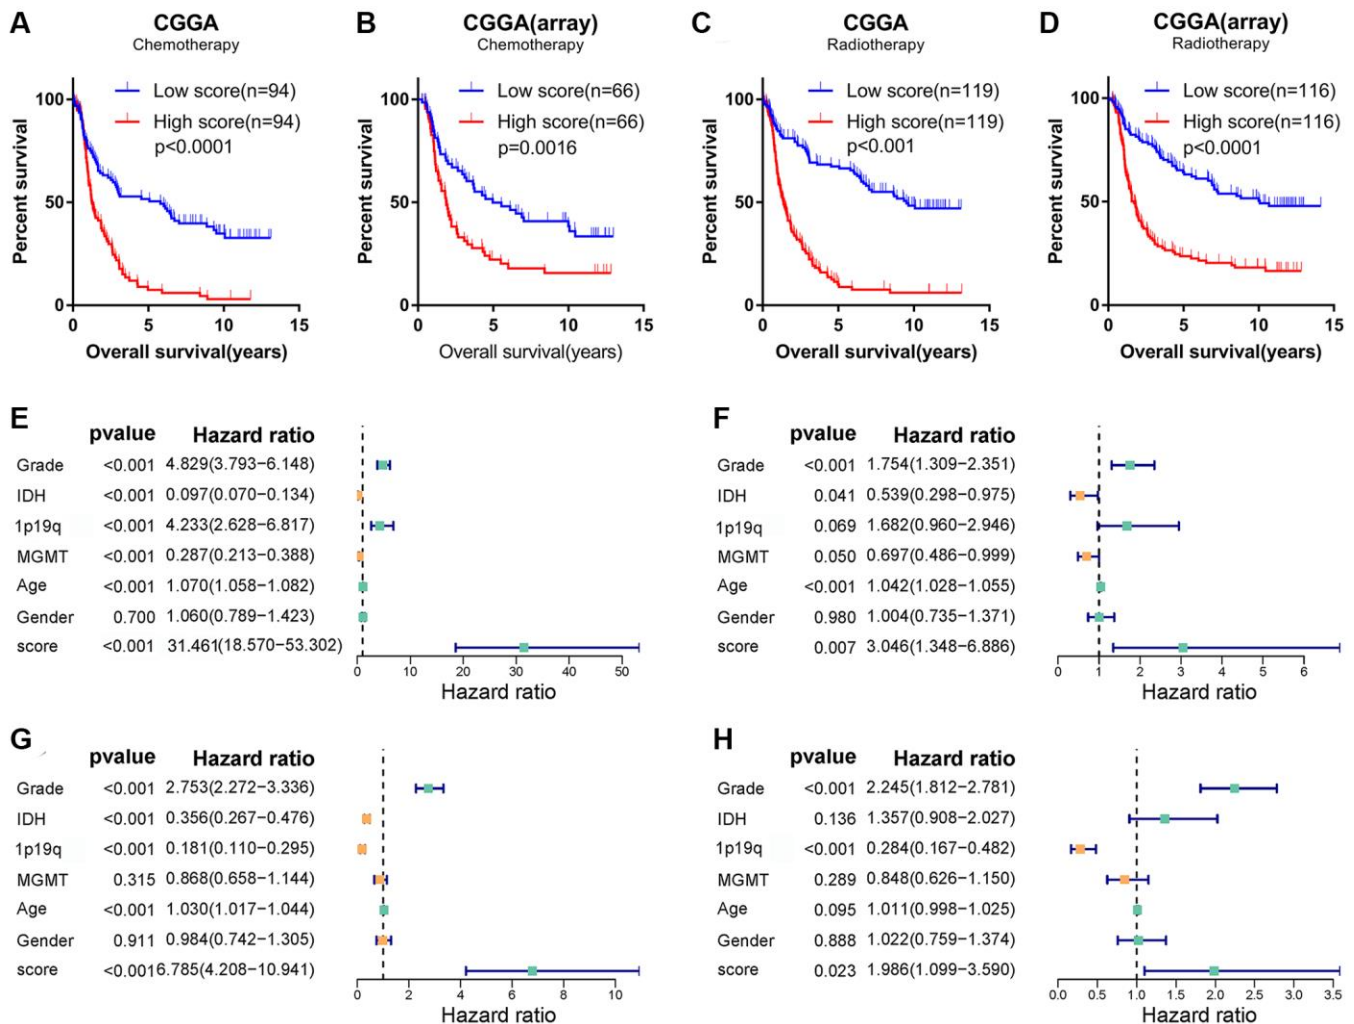 A
CGGA
Chemotherapy
Percent survival
100
50
0
Low score(n=94)
High score(n=94)
p<0.0001
0 5 10 15
Overall survival(years)
B
CGGA(array)
Chemotherapy
Percent survival
100
50
0
Low score(n=66)
High score(n=66)
p=0.0016
0 5 10 15
Overall survival(years)
C
CGGA
Radiotherapy
Percent survival
100
50
0
Low score(n=119)
High score(n=119)
p<0.001
0 5 10 15
Overall survival(years)
D
CGGA(array)
Radiotherapy
Percent survival
100
50
0
Low score(n=116)
High score(n=116)
p<0.0001
0 5 10 15
Overall survival(years)
E
pvalue Hazard ratio
Grade <0.001 4.829(3.793−6.148)
IDH <0.001 0.097(0.070−0.134)
1p19q <0.001 4.233(2.628−6.817)
MGMT <0.001 0.287(0.213−0.388)
Age <0.001 1.070(1.058−1.082)
Gender 0.700 1.060(0.789−1.423)
score <0.001 31.461(18.570−53.302)
0 10 20 30 40 50
Hazard ratio
F
pvalue Hazard ratio
Grade <0.001 1.754(1.309−2.351)
IDH 0.041 0.539(0.298−0.975)
1p19q 0.069 1.682(0.960−2.946)
MGMT 0.050 0.697(0.486−0.999)
Age <0.001 1.042(1.028−1.055)
Gender 0.980 1.004(0.735−1.371)
score 0.007 3.046(1.348−6.886)
0 1 2 3 4 5 6
Hazard ratio
G
pvalue Hazard ratio
Grade <0.001 2.753(2.272−3.336)
IDH <0.001 0.356(0.267−0.476)
1p19q <0.001 0.181(0.110−0.295)
MGMT 0.315 0.868(0.658−1.144)
Age <0.001 1.030(1.017−1.044)
Gender 0.911 0.984(0.742−1.305)
score <0.001 6.785(4.208−10.941)
0 2 4 6 8 10
Hazard ratio
H
pvalue Hazard ratio
Grade <0.001 2.245(1.812−2.781)
IDH 0.136 1.357(0.908−2.027)
1p19q <0.001 0.284(0.167−0.482)
MGMT 0.289 0.848(0.626−1.150)
Age 0.095 1.011(0.998−1.025)
Gender 0.888 1.022(0.759−1.374)
score 0.023 1.986(1.099−3.590)
0.0 0.5 1.0 1.5 2.0 2.5 3.0 3.5
Hazard ratio